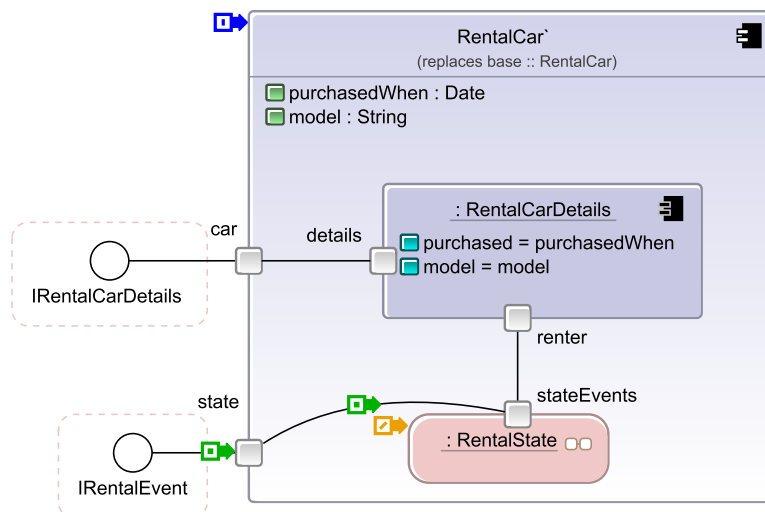 RentalCar`
(replaces base :: RentalCar)
purchasedWhen : Date
model : String
: RentalCarDetails
car
details
purchased = purchasedWhen
model = model
IRentalCarDetails
renter
stateEvents
state
: RentalState
IRentalEvent